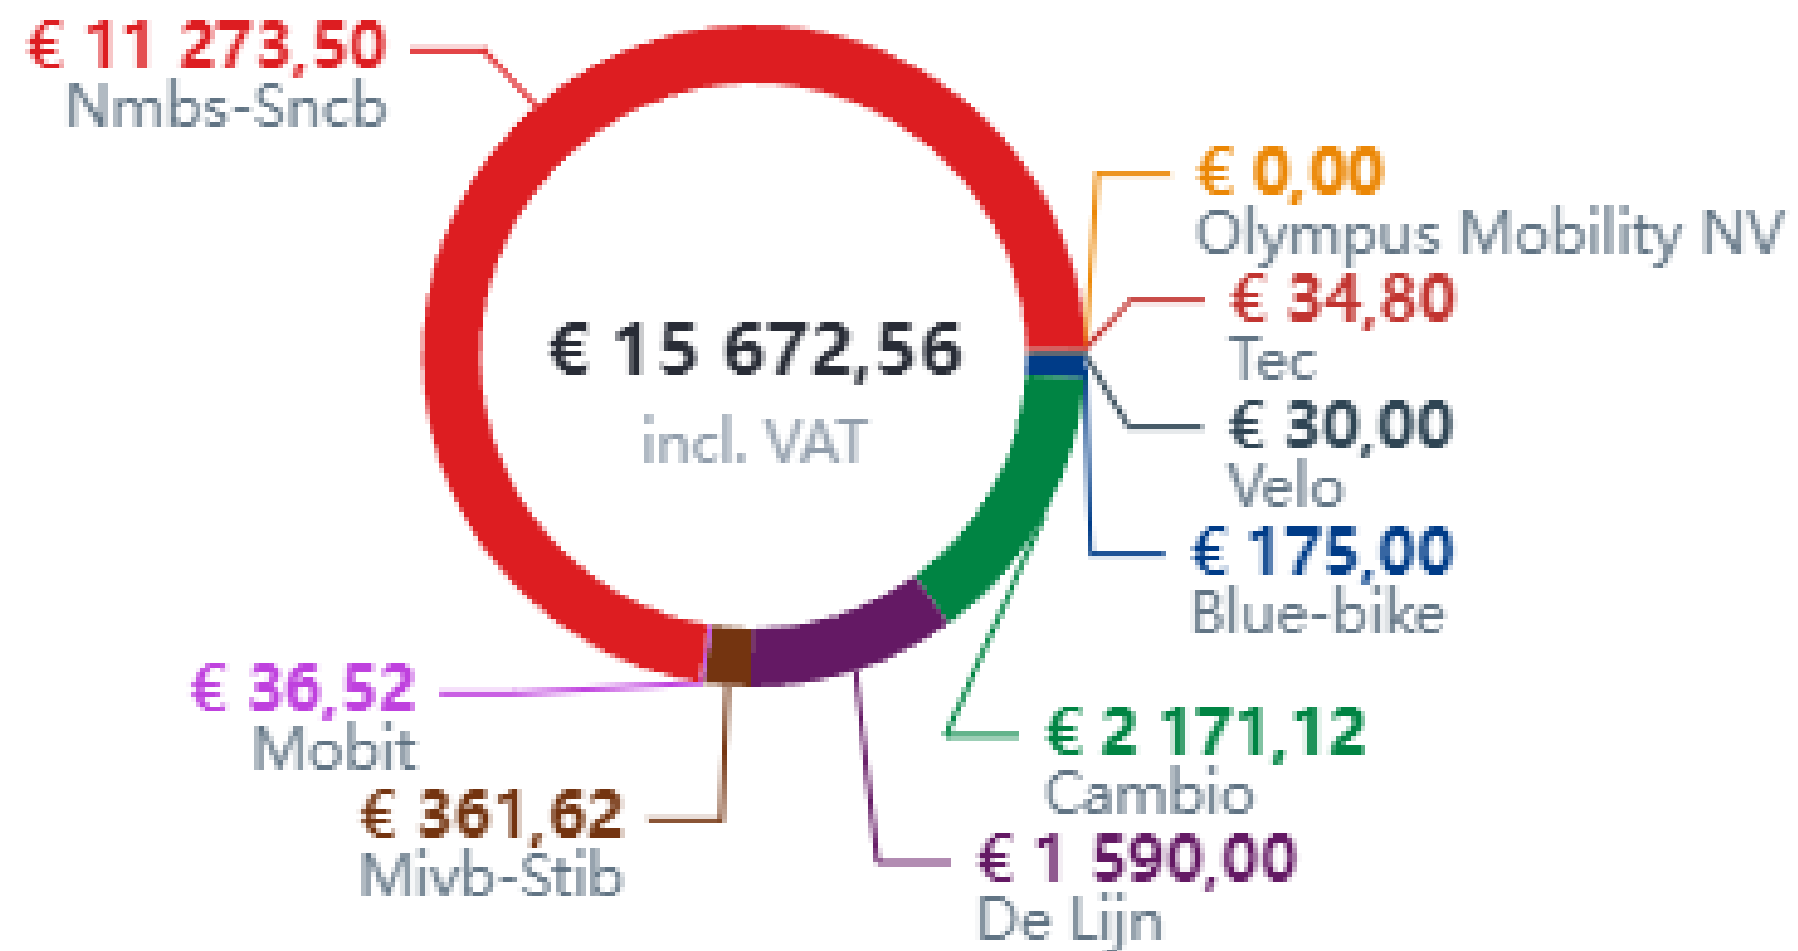 € 11 273,50
Nmbs-Sncb
€ 0,00
Olympus Mobility NV
€ 34,80
Tec
€ 15 672,56
incl. VAT
€ 30,00
Velo
€ 175,00
Blue-bike
€ 36,52
Mobit
€ 2 171,12
Cambio
€ 361,62
Mivb-Stib
€ 1 590,00
De Lijn